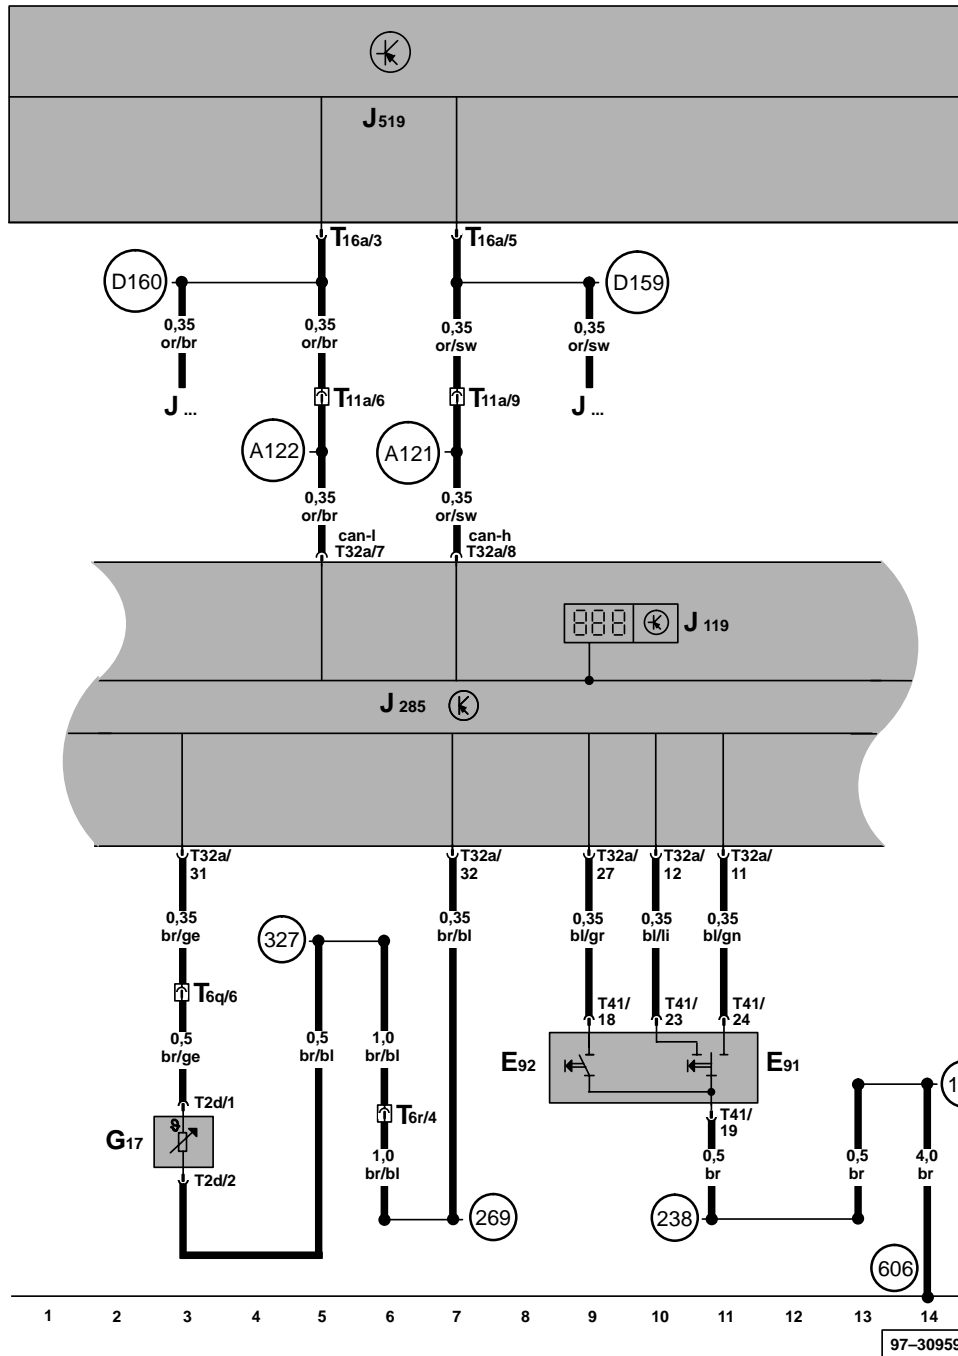 J519
T16a/3 T16a/5
D160 D159
0,35 0,35 0,35 0,35
or/br or/br or/sw or/sw
T11a/6 T11a/9
J ... J ...
A122 A121
0,35 0,35
or/br or/sw
can-l can-h
T32a/7 T32a/8
888 J 119
J 285
T32a/ T32a/ T32a/ T32a/ T32a/
31 32 27 12 11
0,35 0,35 0,35 0,35 0,35
br/ge br/bl bl/gr bl/li bl/gn
327
T6q/6
T41/ T41/ T41/
18 23 24
0,5 0,5 1,0
br/ge br/bl br/bl
E92 E91
T2d/1
T6r/4
T41/
19
G17
ϑ
1,0 0,5 0,5 4,0
br/bl br br br
T2d/2
269 238
606
1 2 3 4 5 6 7 8 9 10 11 12 13 14
97–30959